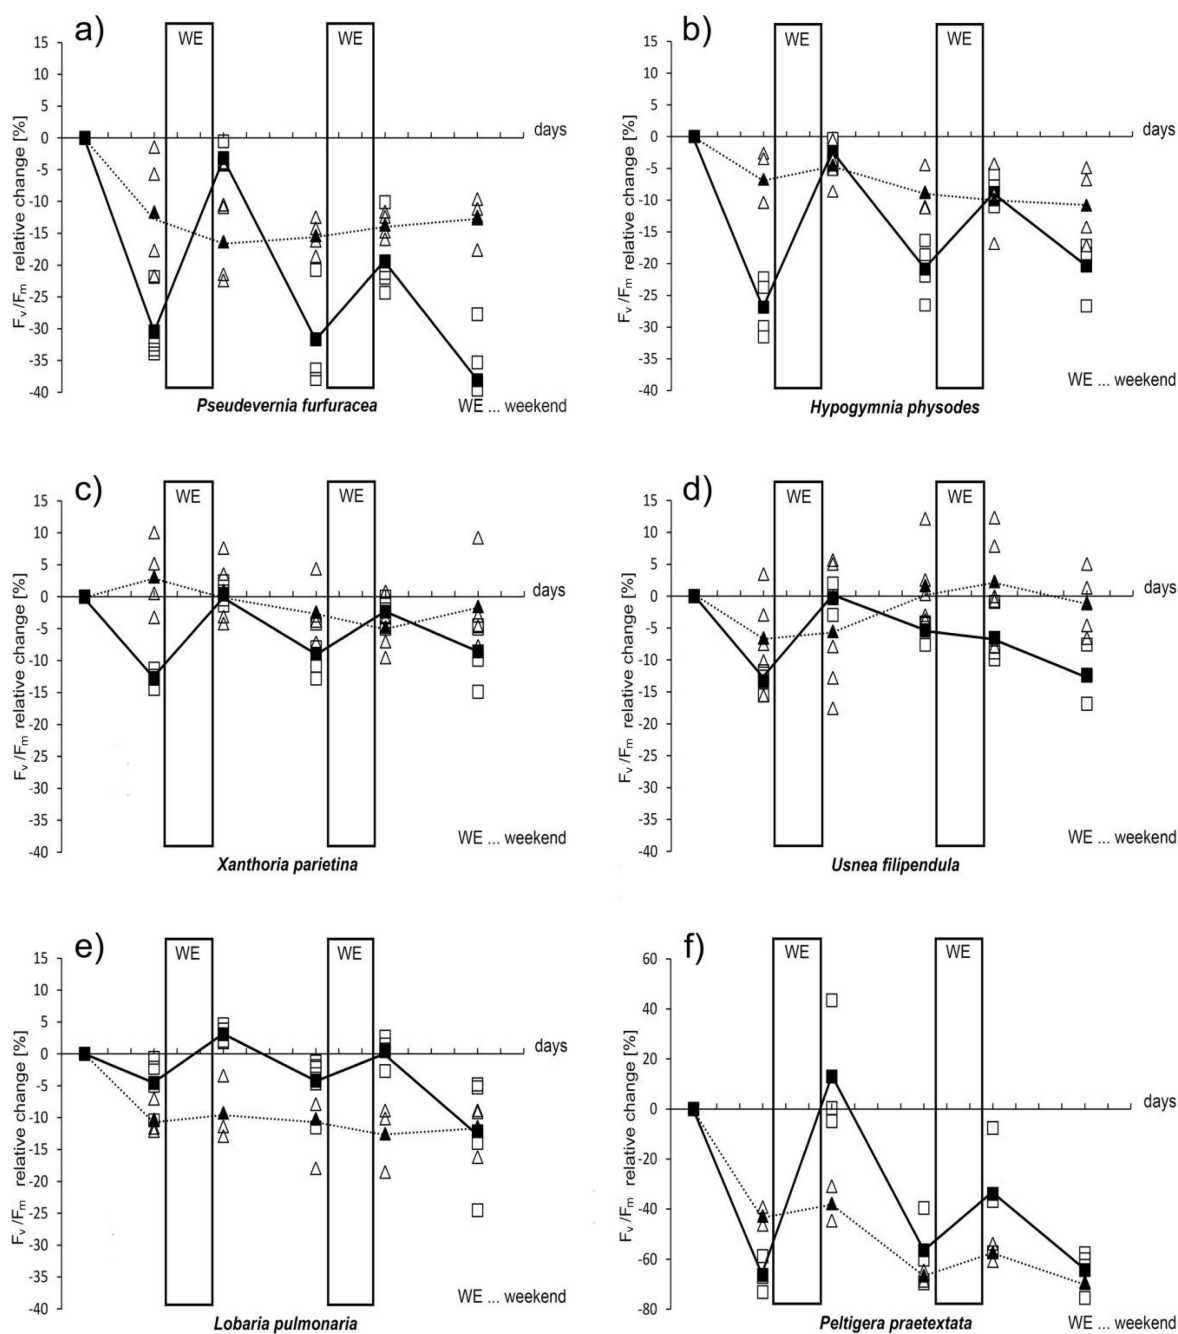 a)
WE WE
15
10
5
0
-5
-10
-15
-20
-25
-30
-35
-40
Fv/Fm relative change [%]
days
WE ... weekend
Pseudevernia furfuracea
b)
WE WE
15
10
5
0
-5
-10
-15
-20
-25
-30
-35
-40
Fv/Fm relative change [%]
days
WE ... weekend
Hypogymnia physodes
c)
WE WE
15
10
5
0
-5
-10
-15
-20
-25
-30
-35
-40
Fv/Fm relative change [%]
days
WE ... weekend
Xanthoria parietina
d)
WE WE
15
10
5
0
-5
-10
-15
-20
-25
-30
-35
-40
Fv/Fm relative change [%]
days
WE ... weekend
Usnea filipendula
e)
WE WE
15
10
5
0
-5
-10
-15
-20
-25
-30
-35
-40
Fv/Fm relative change [%]
days
WE ... weekend
Lobaria pulmonaria
f)
WE WE
60
40
20
0
-20
-40
-60
-80
Fv/Fm relative change [%]
days
WE ... weekend
Peltigera praetextata